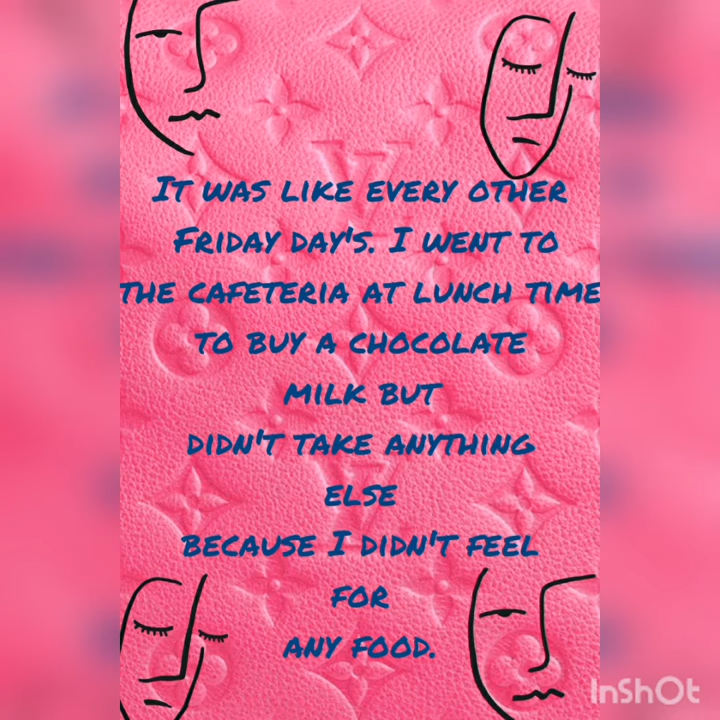 It was like every other
Friday day's. I went to
the cafeteria at lunch time
to buy a chocolate
milk but
didn't take anything
else
because I didn't feel
for
any food.
InShOt